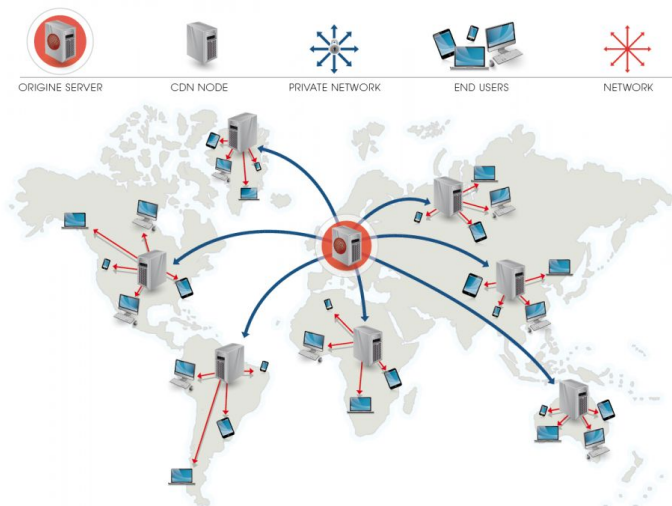 ORIGINE SERVER
CDN NODE
PRIVATE NETWORK
END USERS
NETWORK